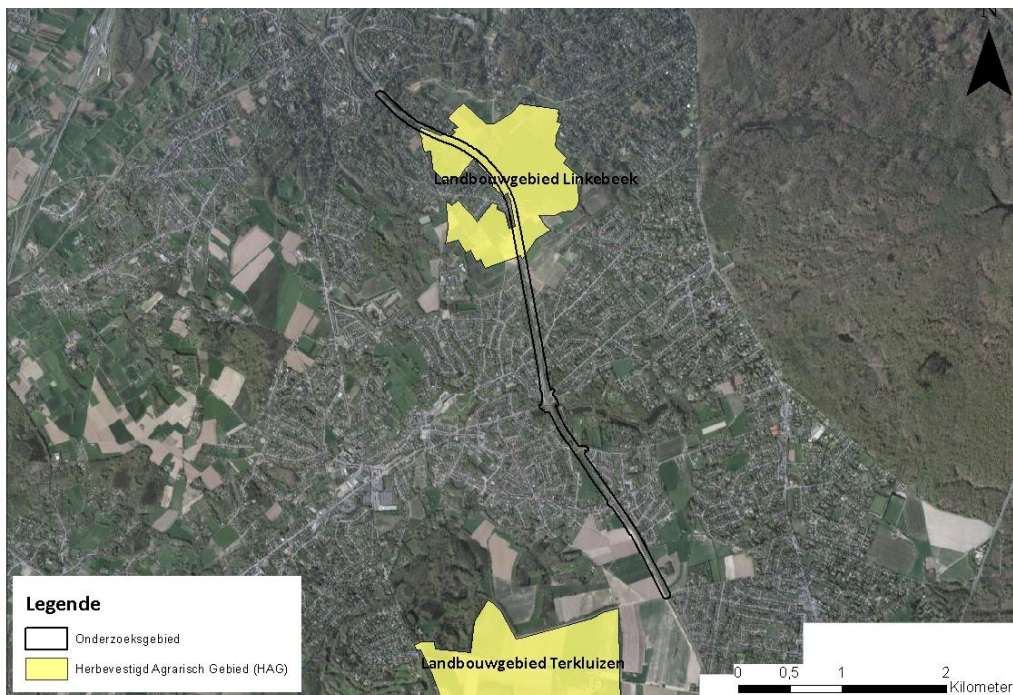 N
Landbouwgebied Linkebeek
Legende
Onderzoeksgebied
Herbevestigd Agrarisch Gebied (HAG)
Landbouwgebied Terkluizen
0 0,5 1 2
Kilometer